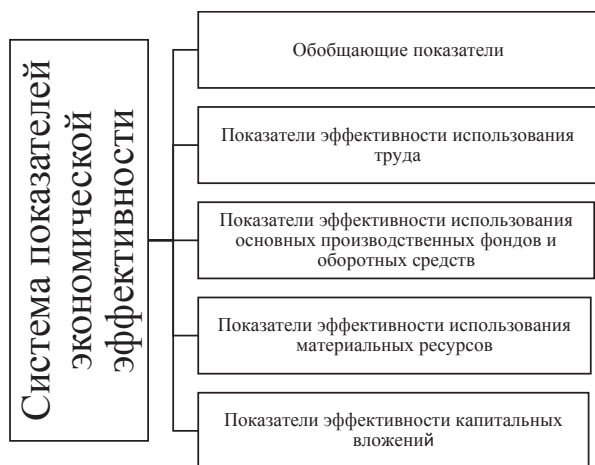 Система показателей
экономической
эффективности
Обобщающие показатели
Показатели эффективности использования
труда
Показатели эффективности использования
основных производственных фондов и
оборотных средств
Показатели эффективности использования
материальных ресурсов
Показатели эффективности капитальных
вложений